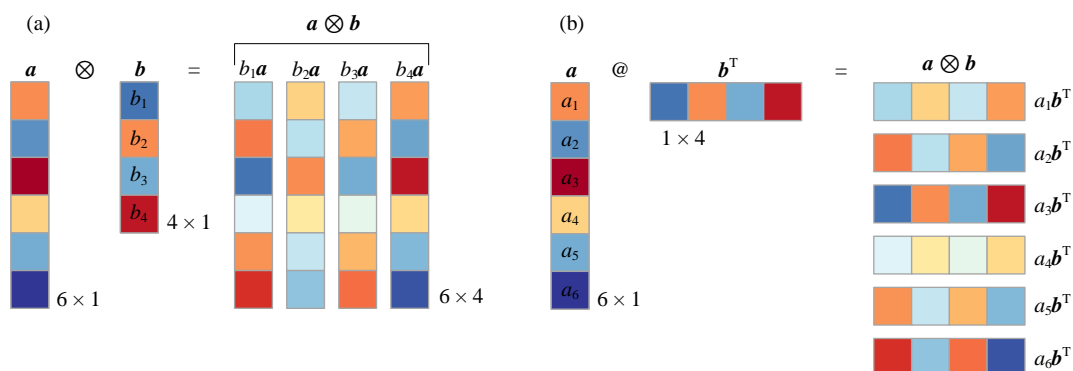 (a)
a ⊗ b
a ⊗ b = b₁a b₂a b₃a b₄a
b₁
b₂
b₃
b₄
4 × 1
6 × 1
6 × 4
(b)
a ⊗ b
a @ bᵀ =
1 × 4
a₁
a₂
a₃
a₄
a₅
a₆
6 × 1
a₁bᵀ
a₂bᵀ
a₃bᵀ
a₄bᵀ
a₅bᵀ
a₆bᵀ